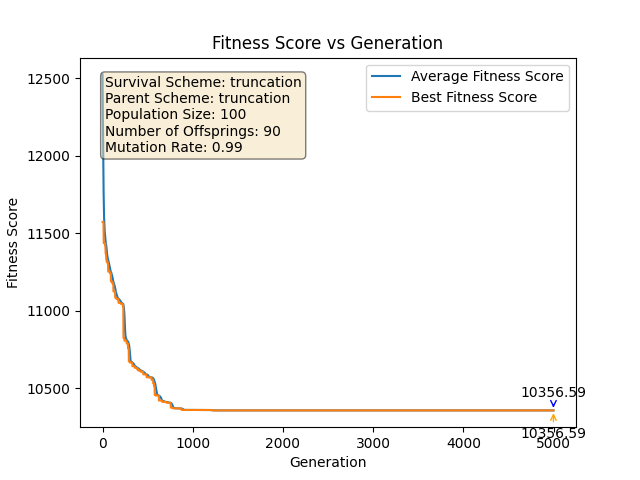 Fitness Score vs Generation
12500
12000
11500
11000
10500
Fitness Score
Survival Scheme: truncation
Parent Scheme: truncation
Population Size: 100
Number of Offsprings: 90
Mutation Rate: 0.99
Average Fitness Score
Best Fitness Score
10356.59
10356.59
0
1000
2000
3000
4000
5000
Generation